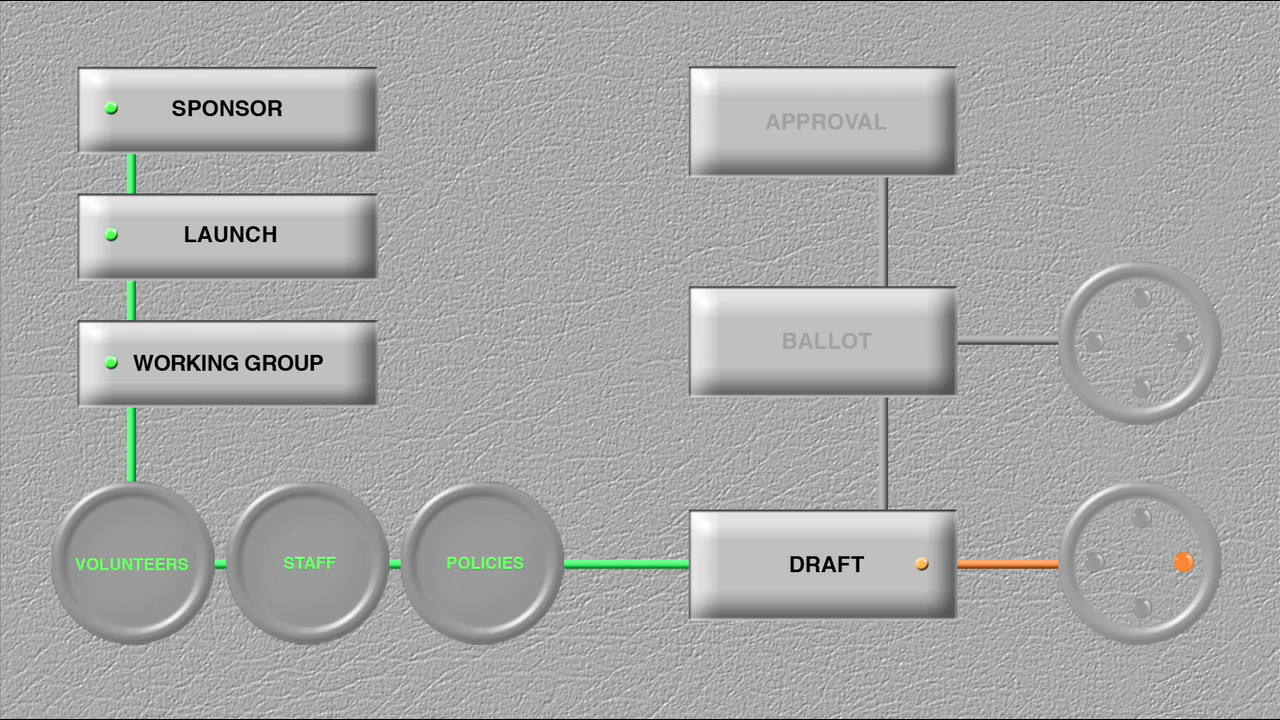 SPONSOR
LAUNCH
WORKING GROUP
VOLUNTEERS
STAFF
POLICIES
APPROVAL
BALLOT
DRAFT